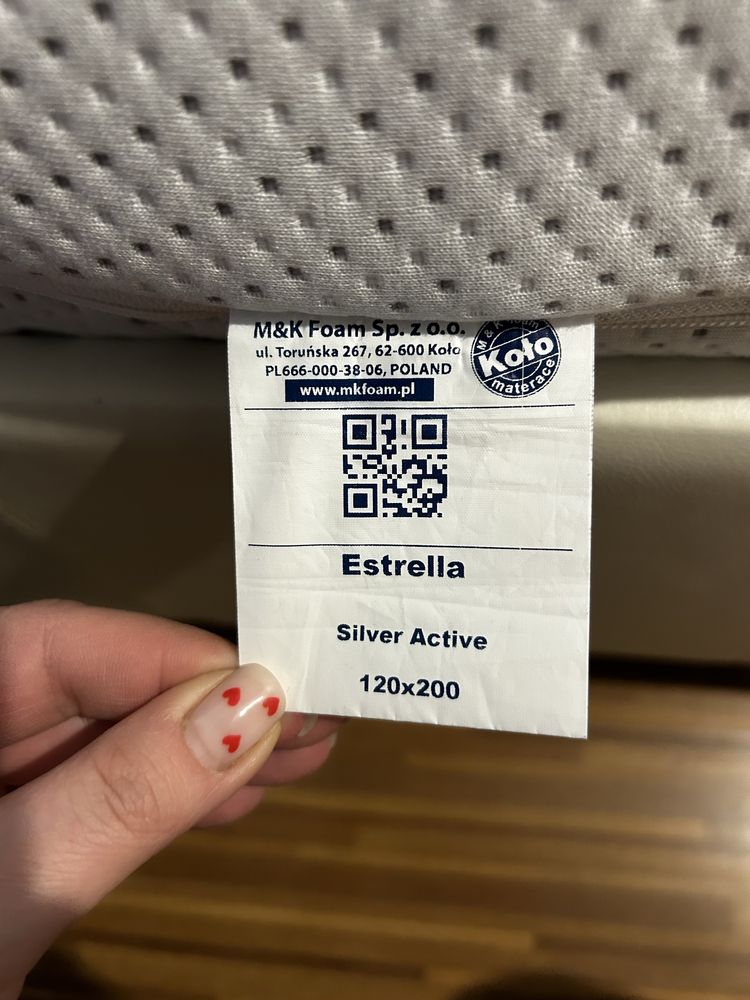 M&K Foam Sp. z o.o.
ul. Toruńska 267, 62-600 Koło
PL666-000-38-06, POLAND
www.mkfoam.pl
M & K Foam
Koło
materace
Estrella
Silver Active
120x200